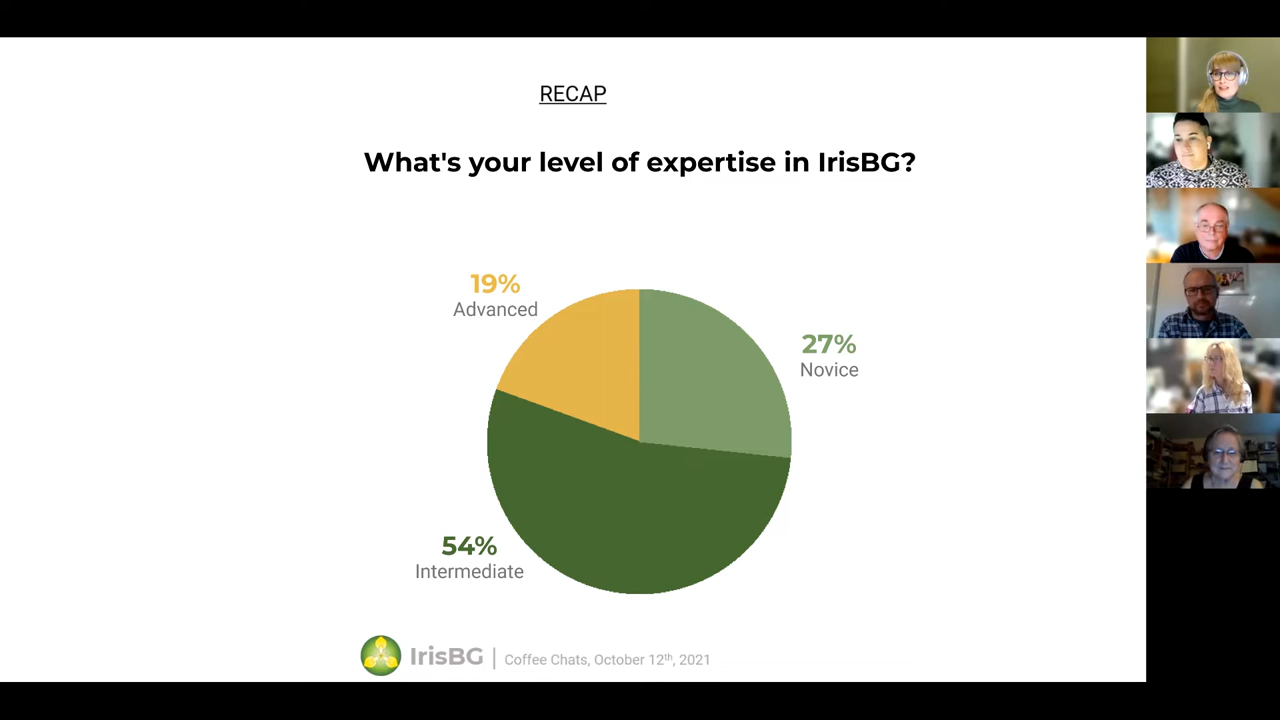 RECAP
What's your level of expertise in IrisBG?
19%
Advanced
27%
Novice
54%
Intermediate
IrisBG | Coffee Chats, October 12th, 2021